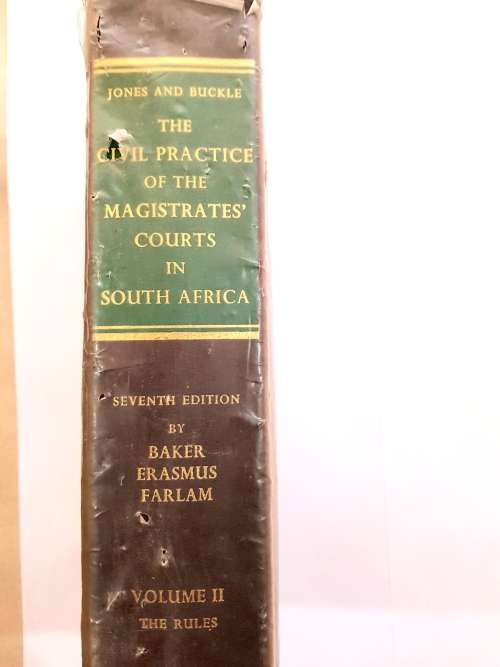 JONES AND BUCKLE
THE
CIVIL PRACTICE
OF THE
MAGISTRATES'
COURTS
IN
SOUTH AFRICA
SEVENTH EDITION
BY
BAKER
ERASMUS
FARLAM
VOLUME II
THE RULES